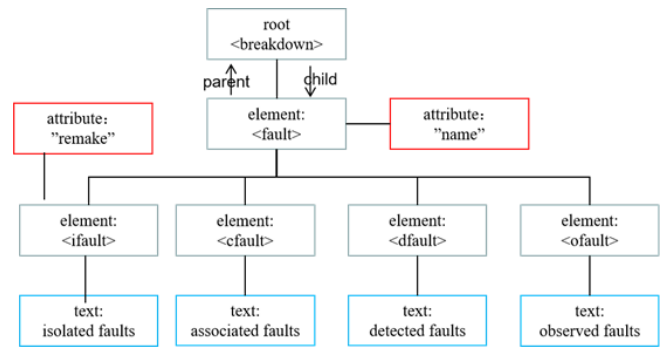 root
<breakdown>
parent
child
attribute：
”remake”
element:
<fault>
attribute：
”name”
element:
<ifault>
element:
<cfault>
element:
<dfault>
element:
<ofault>
text:
isolated faults
text:
associated faults
text:
detected faults
text:
observed faults